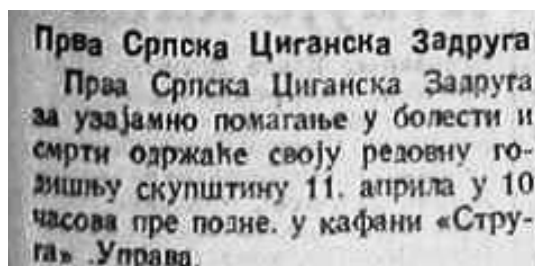 Прва Српска Циганска Задруга
Прва Српска Циганска Задруга
за узајамно помагање у болести и
смрти одржаће своју редовну го-
дишњу скупштину 11. априла у 10
часова пре подне. у кафани «Стру-
га» .Управа.